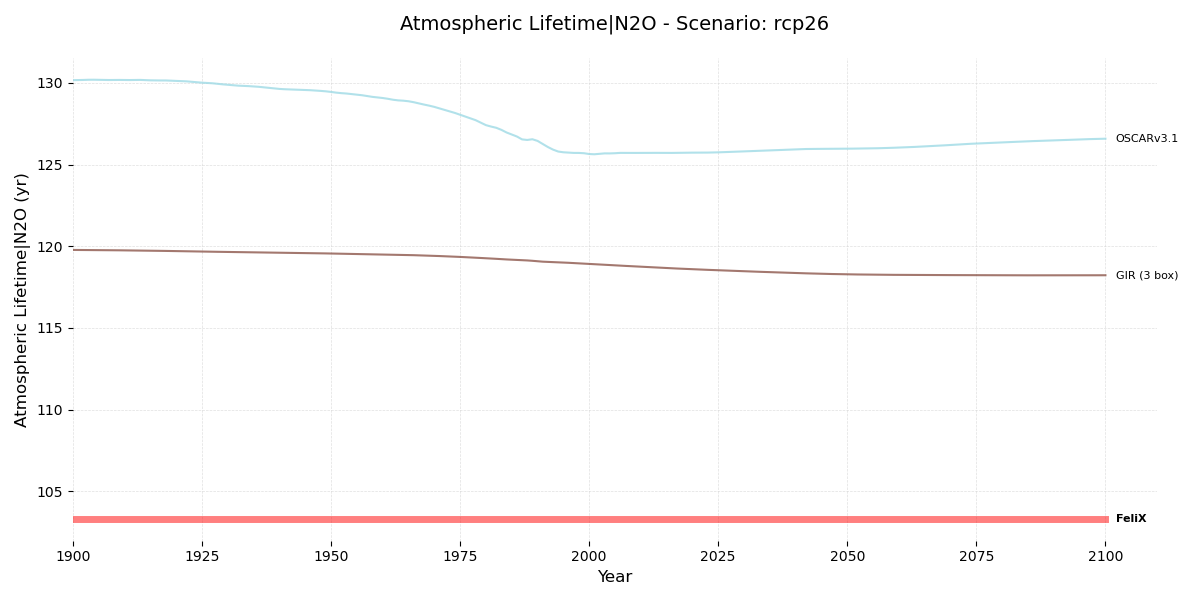 Atmospheric Lifetime|N2O - Scenario: rcp26
Atmospheric Lifetime|N2O (yr)
130
125
120
115
110
105
OSCARv3.1
GIR (3 box)
FeliX
1900 1925 1950 1975 2000 2025 2050 2075 2100
Year